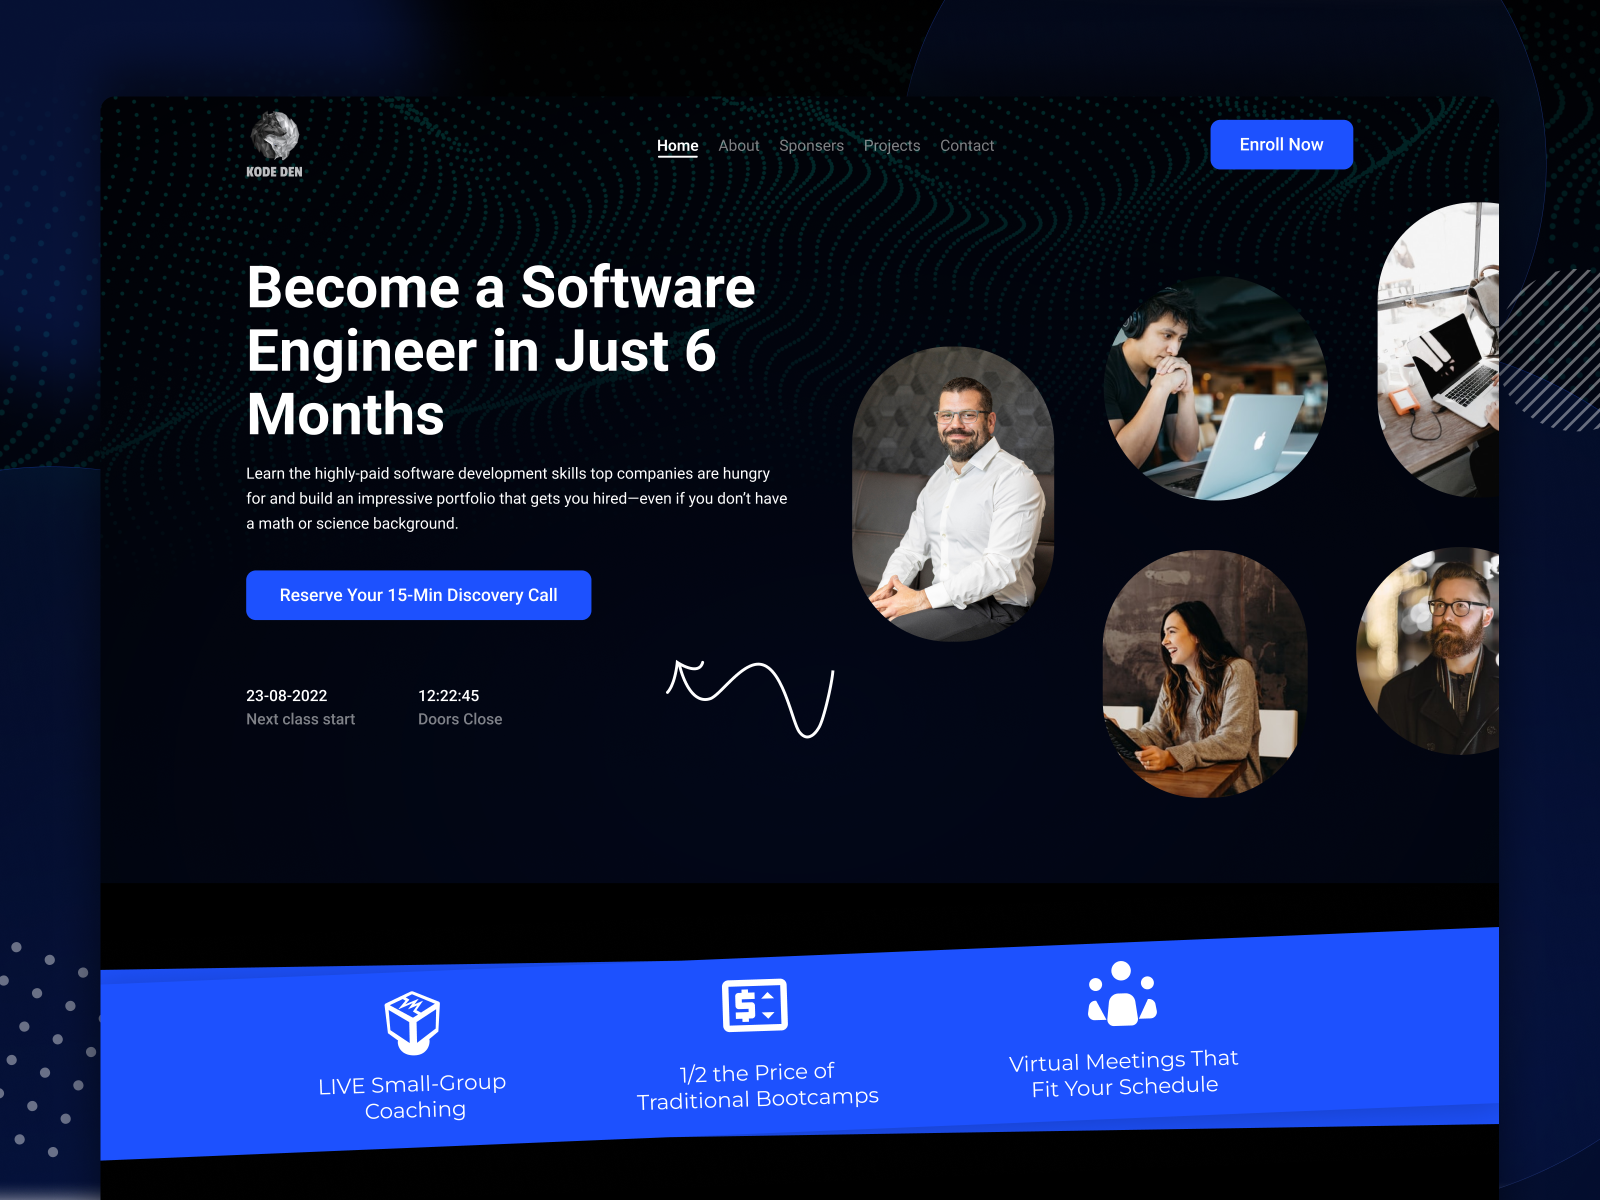 KODE DEN
Home About Sponsers Projects Contact
Enroll Now
Become a Software
Engineer in Just 6
Months
Learn the highly-paid software development skills top companies are hungry
for and build an impressive portfolio that gets you hired—even if you don't have
a math or science background.
Reserve Your 15-Min Discovery Call
23-08-2022
Next class start
12:22:45
Doors Close
LIVE Small-Group
Coaching
$
1/2 the Price of
Traditional Bootcamps
Virtual Meetings That
Fit Your Schedule